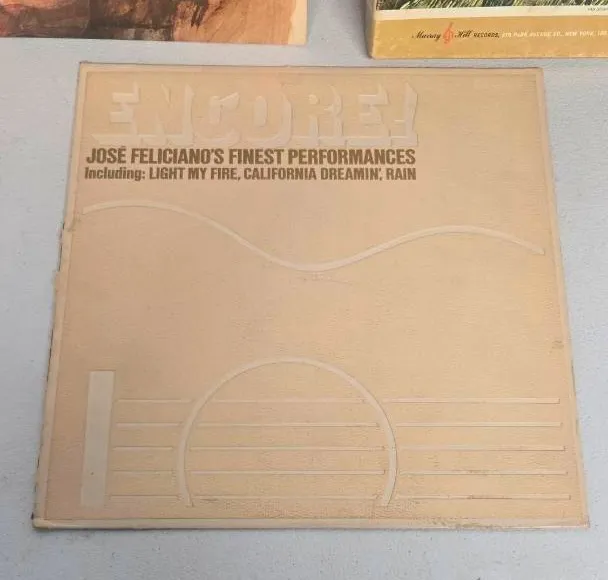 Murray Hill RECORDS,
ENCORE!
JOSÉ FELICIANO'S FINEST PERFORMANCES
Including: LIGHT MY FIRE, CALIFORNIA DREAMIN', RAIN